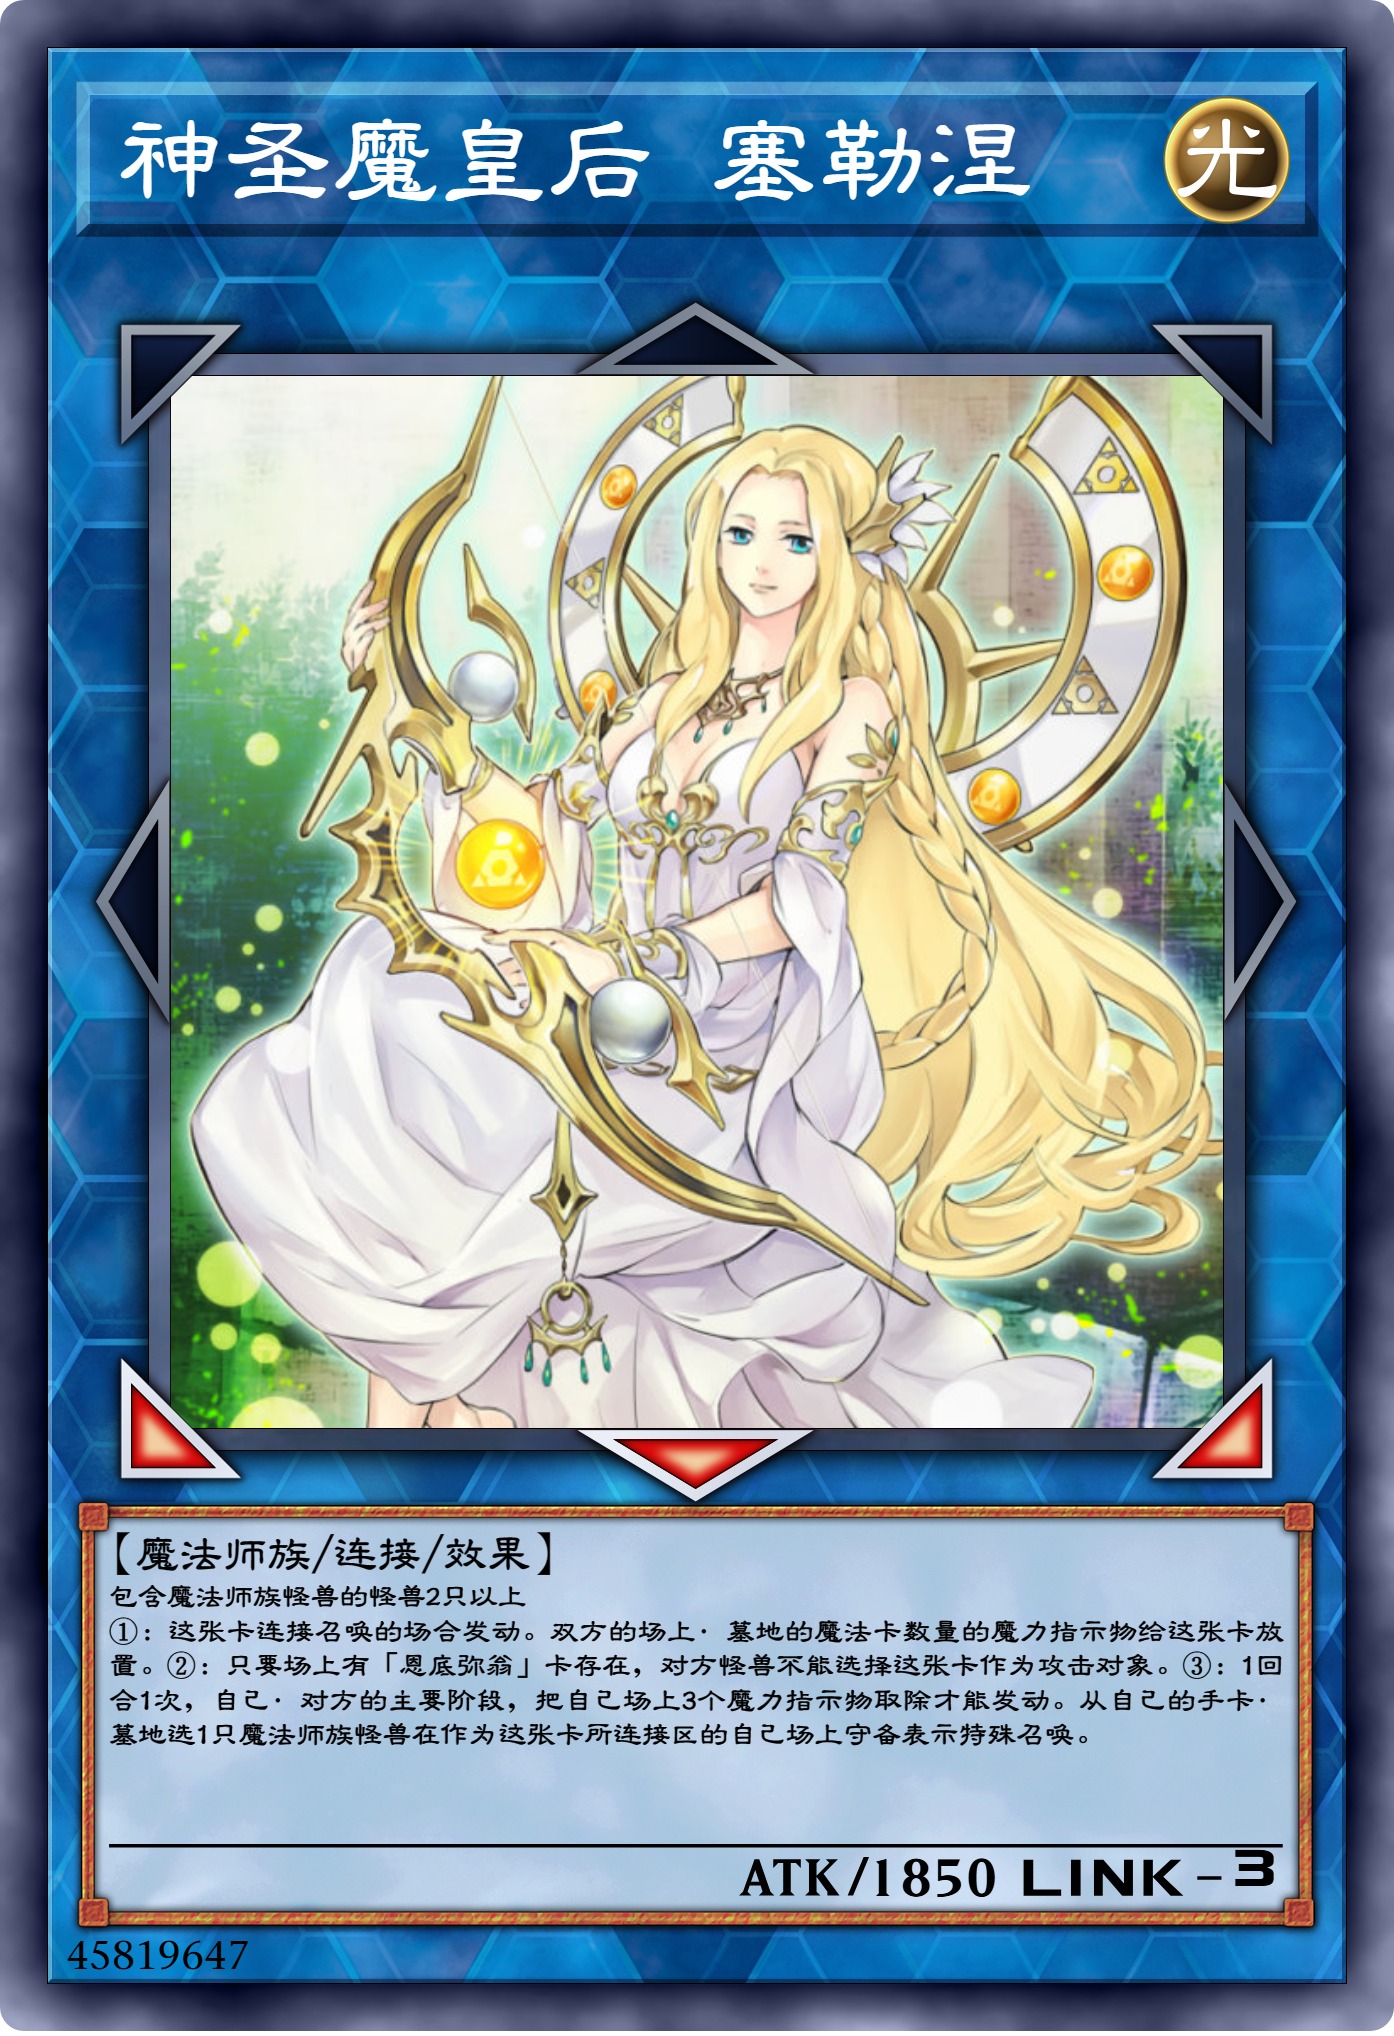 神圣魔皇后 塞勒涅
光
【魔法师族/连接/效果】
包含魔法师族怪兽的怪兽2只以上
①：这张卡连接召唤的场合发动。双方的场上·墓地的魔法卡数量的魔力指示物给这张卡放
置。②：只要场上有「恩底弥翁」卡存在，对方怪兽不能选择这张卡作为攻击对象。③：1回
合1次，自己·对方的主要阶段，把自己场上3个魔力指示物取除才能发动。从自己的手卡·
墓地选1只魔法师族怪兽在作为这张卡所连接区的自己场上守备表示特殊召唤。
ATK/1850 LINK-3
45819647